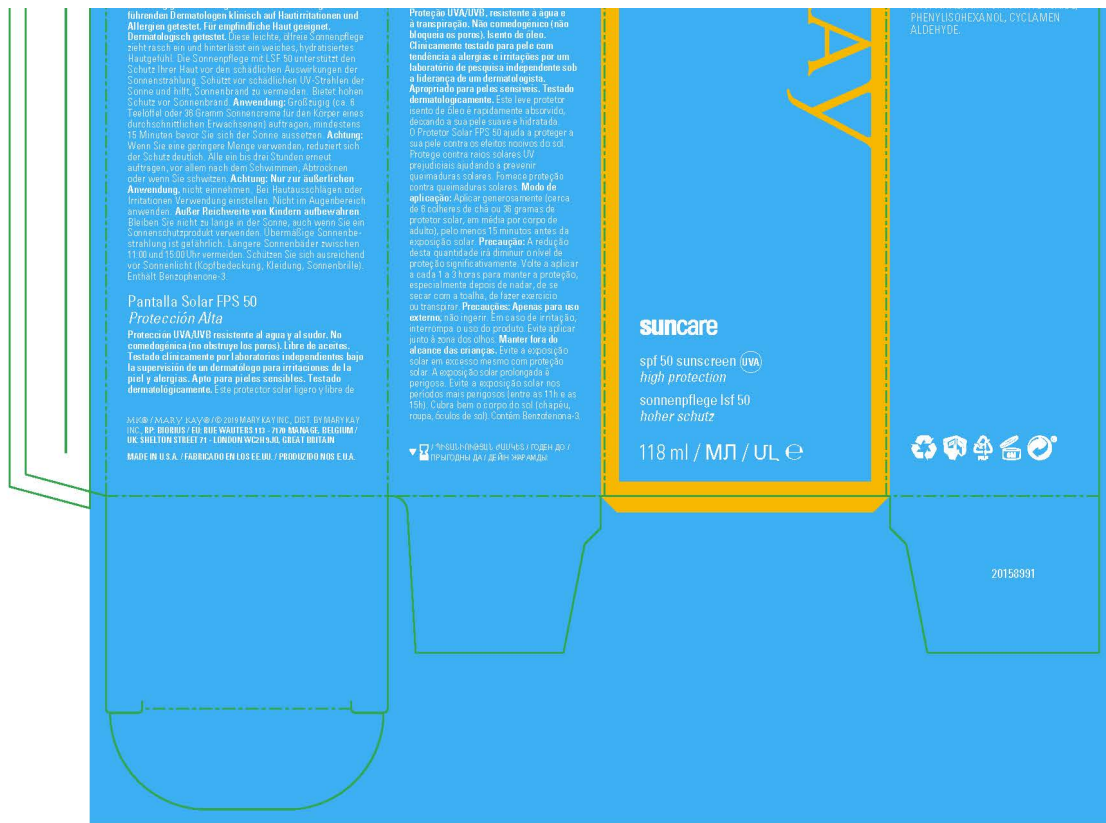 führenden Dermatologen klinisch auf Hautirritationen und
Allergien getestet. Für empfindliche Haut geeignet.
Dermatologisch getestet. Diese leichte, ölfreie Sonnenpflege
zieht rasch ein und hinterlässt ein weiches, hydratisiertes
Hautgefühl. Die Sonnenpflege mit LSF 50 unterstützt den
Schutz Ihrer Haut vor den schädlichen Auswirkungen der
Sonnenstrahlung. Schützt vor schädlichen UV-Strahlen der
Sonne und hilft, Sonnenbrand zu vermeiden. Bietet hohen
Schutz vor Sonnenbrand. Anwendung: Großzügig (ca. 6
Teelöffel oder 36 Gramm Sonnencreme für den Körper eines
durchschnittlichen Erwachsenen) auftragen, mindestens
15 Minuten bevor Sie sich der Sonne aussetzen. Achtung:
Wenn Sie eine geringere Menge verwenden, reduziert sich
der Schutz deutlich. Alle ein bis drei Stunden erneut
auftragen, vor allem nach dem Schwimmen, Abtrocknen
oder wenn Sie schwitzen. Achtung: Nur zur äußerlichen
Anwendung, nicht einnehmen. Bei Hautausschlägen oder
Irritationen Verwendung einstellen. Nicht im Augenbereich
anwenden. Außer Reichweite von Kindern aufbewahren.
Bleiben Sie nicht zu lange in der Sonne, auch wenn Sie ein
Sonnenschutzprodukt verwenden. Übermäßige Sonnenbe-
strahlung ist gefährlich. Längere Sonnenbäder zwischen
11:00 und 15:00 Uhr vermeiden. Schützen Sie sich ausreichend
vor Sonnenlicht (Kopfbedeckung, Kleidung, Sonnenbrille).
Enthält Benzophenone-3.
Pantalla Solar FPS 50
Protección Alta
Protección UVA/UVB resistente al agua y al sudor. No
comedogénica (no obstruye los poros). Libre de aceites.
Testado clínicamente por laboratorios independientes bajo
la supervisión de un dermatólogo para irritaciones de la
piel y alergias. Apto para pieles sensibles. Testado
dermatológicamente. Este protector solar ligero y libre de
MK® / MARY KAY® / © 2019 MARY KAY INC., DIST. BY MARY KAY
INC., RP: BIORIUS / EU: RUE WAUTERS 113 - 7170 MANAGE, BELGIUM /
UK: SHELTON STREET 71 - LONDON WC2H 9JQ, GREAT BRITAIN
MADE IN U.S.A. / FABRICADO EN LOS EE.UU. / PRODUZIDO NOS E.U.A.
Proteção UVA/UVB, resistente a água e
a transpiração. Não comedogénico (não
bloqueia os poros). Isento de óleo.
Clinicamente testado para pele com
tendência a alergias e irritações por um
laboratório de pesquisa independente sob
a liderança de um dermatologista.
Apropriado para peles sensíveis. Testado
dermatologicamente. Este leve protetor
isento de óleo é rapidamente absorvido,
deixando a sua pele suave e hidratada.
O Protetor Solar FPS 50 ajuda a proteger a
sua pele contra os efeitos nocivos do sol.
Protege contra raios solares UV
prejudiciais ajudando a prevenir
queimaduras solares. Fornece proteção
contra queimaduras solares. Modo de
aplicação: Aplicar generosamente (cerca
de 6 colheres de chá ou 36 gramas de
protetor solar, em média por corpo de
adulto), pelo menos 15 minutos antes da
exposição solar. Precaução: A redução
desta quantidade irá diminuir o nível de
proteção significativamente. Volte a aplicar
a cada 1 a 3 horas para manter a proteção,
especialmente depois de nadar, de se
secar com a toalha, de fazer exercício
ou transpirar. Precauções: Apenas para uso
externo, não ingerir. Em caso de irritação,
interrompa o uso do produto. Evite aplicar
junto à zona dos olhos. Manter fora do
alcance das crianças. Evite a exposição
solar em excesso mesmo com proteção
solar. A exposição solar prolongada é
perigosa. Evite a exposição solar nos
períodos mais perigosos (entre as 11h e as
15h). Cubra bem o corpo do sol (chapéu,
roupa, óculos de sol). Contém Benzofenona-3.
/ ГОДЕН ДО /
ПРЫГОДНЫ ДА / ДЕЙІН ЖАРАМДЫ:
AY
suncare
spf 50 sunscreen UVA
high protection
sonnenpflege lsf 50
hoher schutz
118 ml / МЛ / UL ℮
PHENYLISOHEXANOL, CYCLAMEN
ALDEHYDE.
20158991